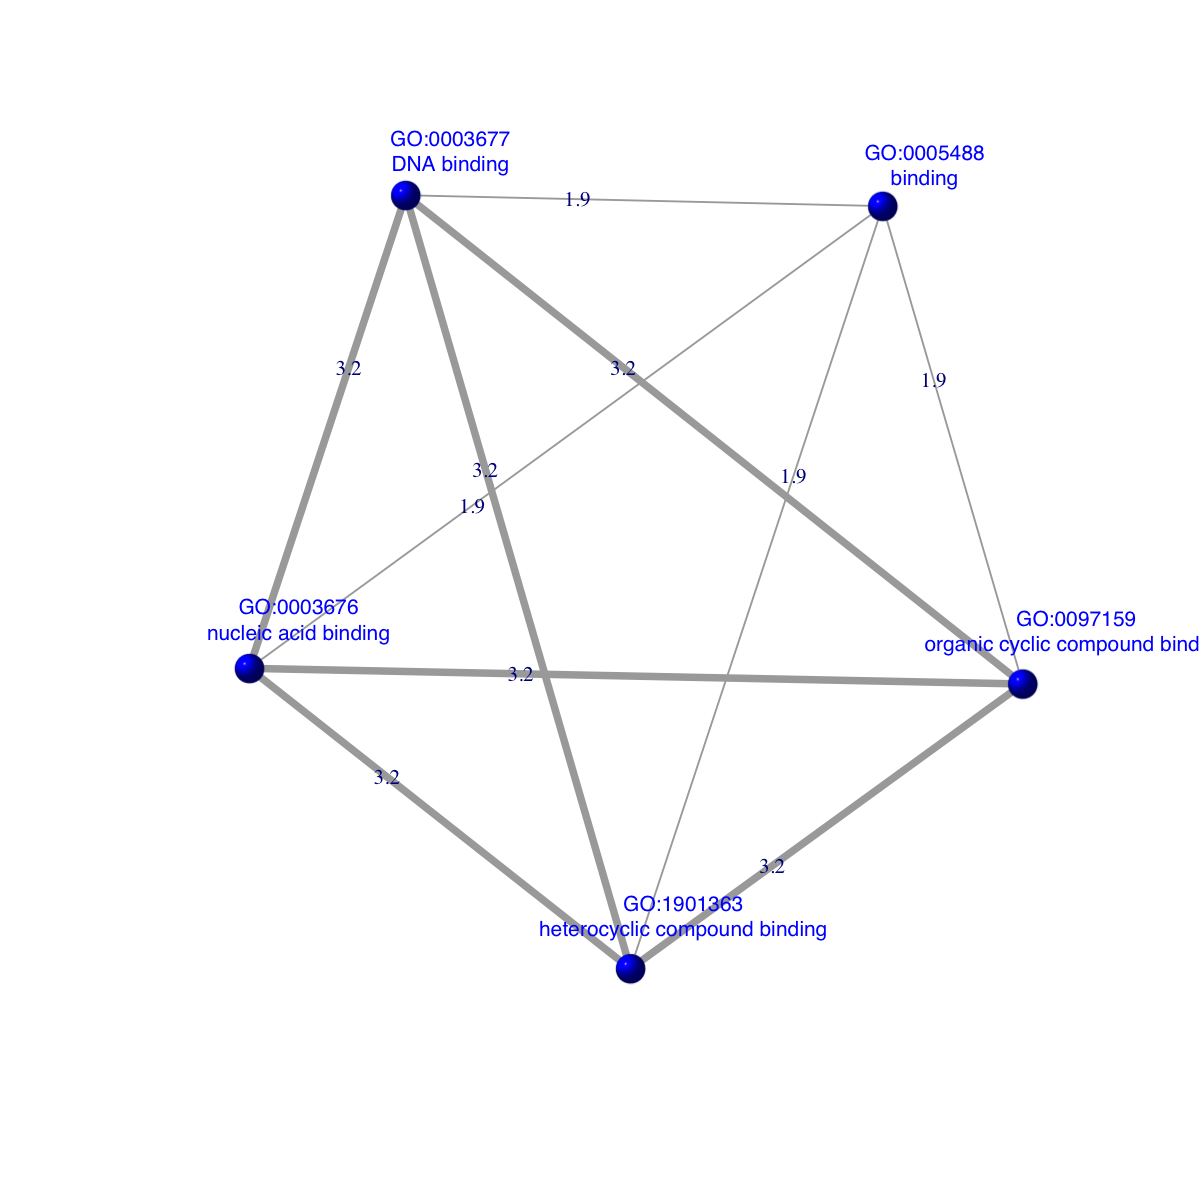 GO:0003677
DNA binding
GO:0005488
binding
1.9
3.2
3.2
1.9
3.2
1.9
1.9
GO:0003676
nucleic acid binding
GO:0097159
organic cyclic compound bind
3.2
3.2
3.2
GO:1901363
heterocyclic compound binding